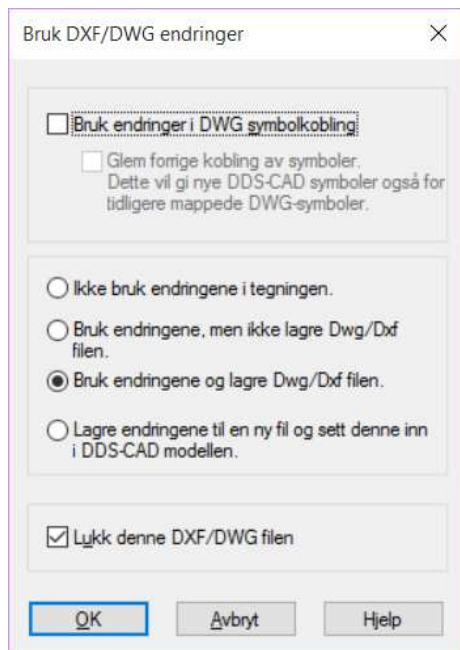 Bruk DXF/DWG endringer
Bruk endringer i DWG symbolkobling
Glem forrige kobling av symboler.
Dette vil gi nye DDS-CAD symboler også for
tidligere mappede DWG-symboler.
Ikke bruk endringene i tegningen.
Bruk endringene, men ikke lagre Dwg/Dxf
filen.
Bruk endringene og lagre Dwg/Dxf filen.
Lagre endringene til en ny fil og sett denne inn
i DDS-CAD modellen.
Lukk denne DXF/DWG filen
OK
Avbryt
Hjelp